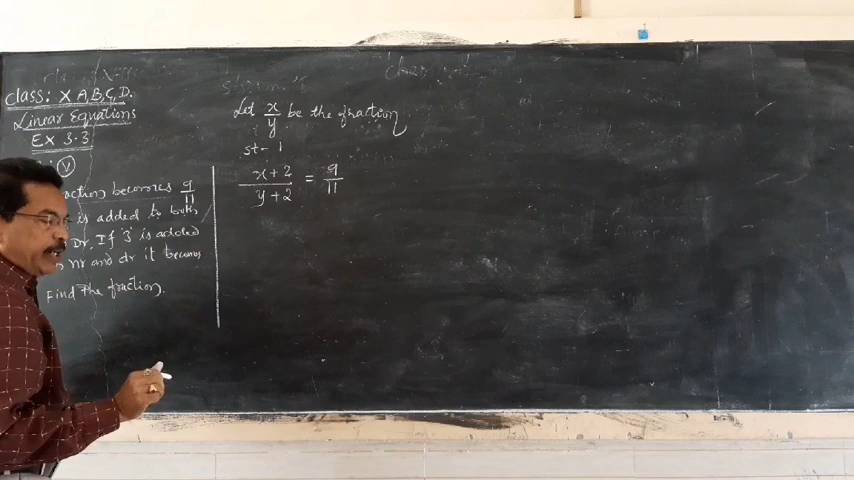 class: X A,B,C,D.
Linear Equations
Ex 3.3
(v)
fraction becomes 9/11
is added to both
Dr. If '3' is added
nr and dr it becomes
Find the fraction.
Let x/y be the fraction
st-1
x+2/y+2 = 9/11